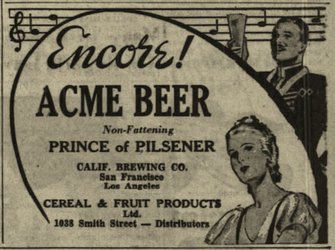 Encore!
ACME BEER
Non-Fattening
PRINCE of PILSENER
CALIF. BREWING CO.
San Francisco
Los Angeles
CEREAL & FRUIT PRODUCTS
Ltd.
1038 Smith Street — Distributors